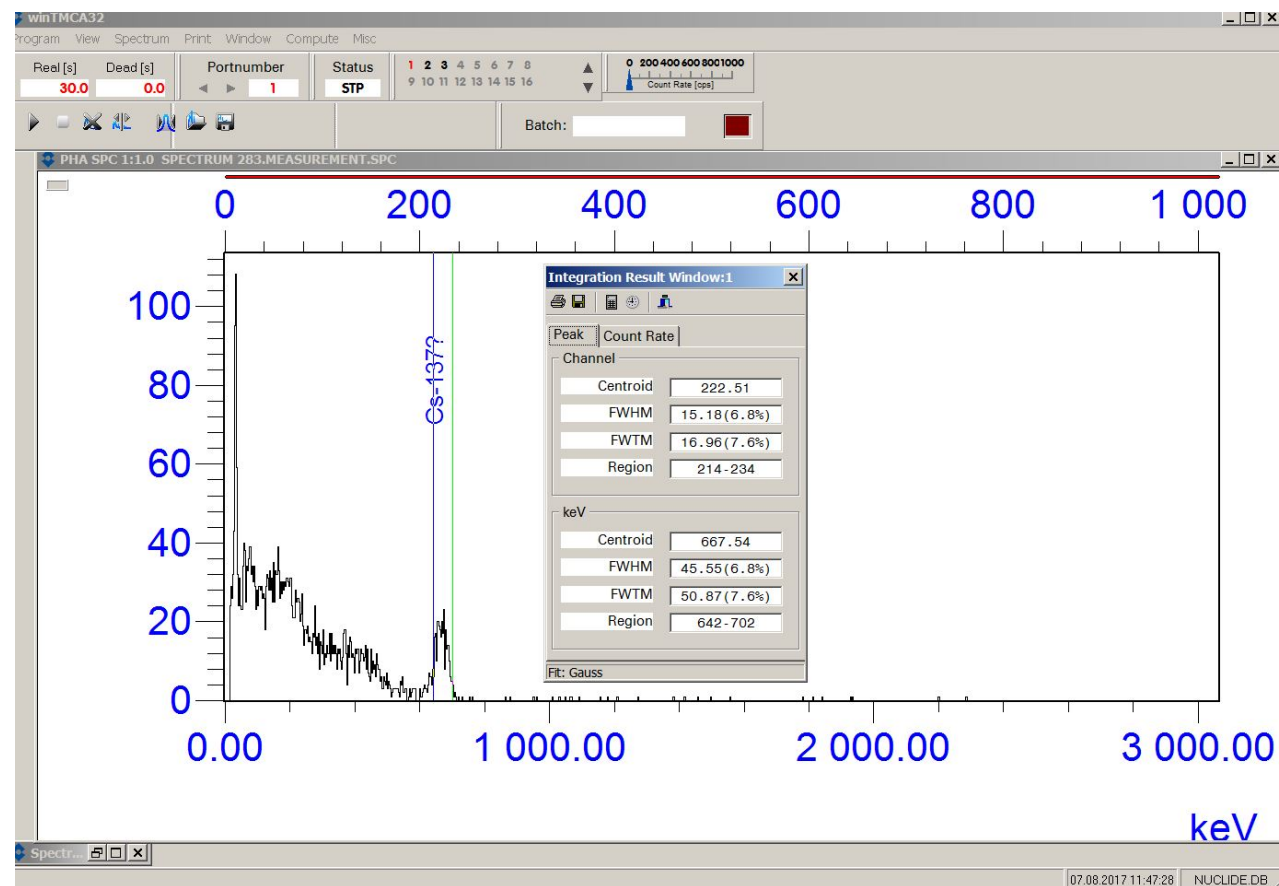 winTMCA32
Program View Spectrum Print Window Compute Misc
Real [s] Dead [s] Portnumber Status 1 2 3 4 5 6 7 8 0 200 400 600 800 1000
30.0 0.0 1 STP 9 10 11 12 13 14 15 16 Count Rate [cps]
Batch:
PHA SPC 1:1.0 SPECTRUM 283.MEASUREMENT.SPC
0 200 400 600 800 1 000
Integration Result Window:1
100
80
60
40
20
0
Cs-137?
Peak Count Rate
Channel
Centroid 222.51
FWHM 15.18(6.8%)
FWTM 16.96(7.6%)
Region 214-234
keV
Centroid 667.54
FWHM 45.55(6.8%)
FWTM 50.87(7.6%)
Region 642-702
Fit: Gauss
0.00 1 000.00 2 000.00 3 000.00
keV
Spectr...
07.08.2017 11:47:28 NUCLIDE.DB